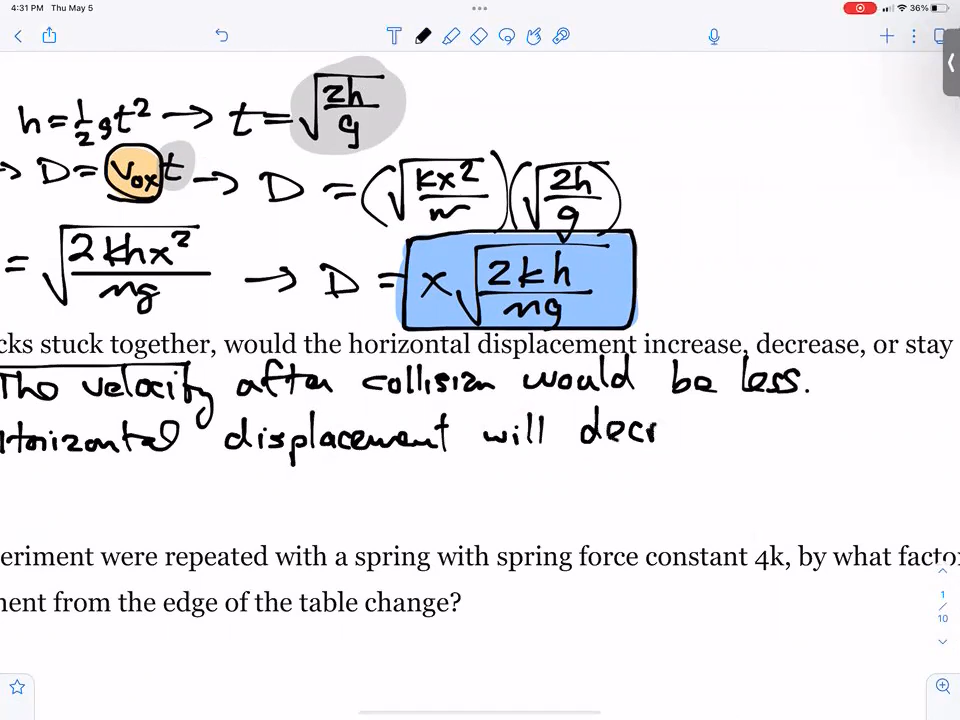 4:31 PM Thu May 5
36%
h = 1/2 gt² → t = √(2h/g)
D = v₀ₓt → D = (√(kx²/m))(√(2h/g))
= √(2khx²/mg) → D = x√(2kh/mg)
cks stuck together, would the horizontal displacement increase, decrease, or stay
The velocity after collision would be less.
Horizontal displacement will decr
eriment were repeated with a spring with spring force constant 4k, by what factor
nent from the edge of the table change?
1
/
10